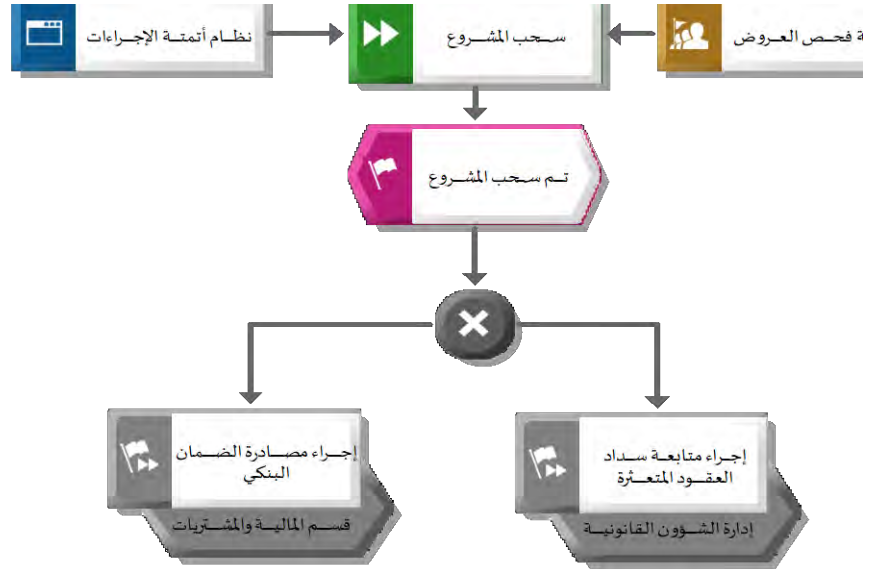 ة فحص العروض
سحب المشروع
نظام أتمتة الإجراءات
تم سحب المشروع
إجراء متابعة سداد
العقود المتعثرة
إدارة الشؤون القانونية
إجراء مصادرة الضمان
البنكي
قسم المالية والمشتريات